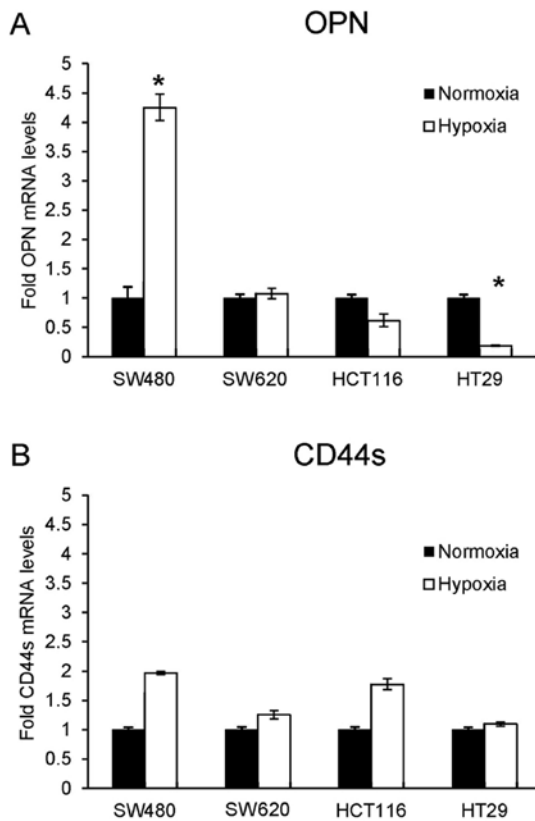 A
OPN
Fold OPN mRNA levels
5
4.5
4
3.5
3
2.5
2
1.5
1
0.5
0
*
*
Normoxia
Hypoxia
SW480 SW620 HCT116 HT29
B
CD44s
Fold CD44s mRNA levels
5
4.5
4
3.5
3
2.5
2
1.5
1
0.5
0
Normoxia
Hypoxia
SW480 SW620 HCT116 HT29